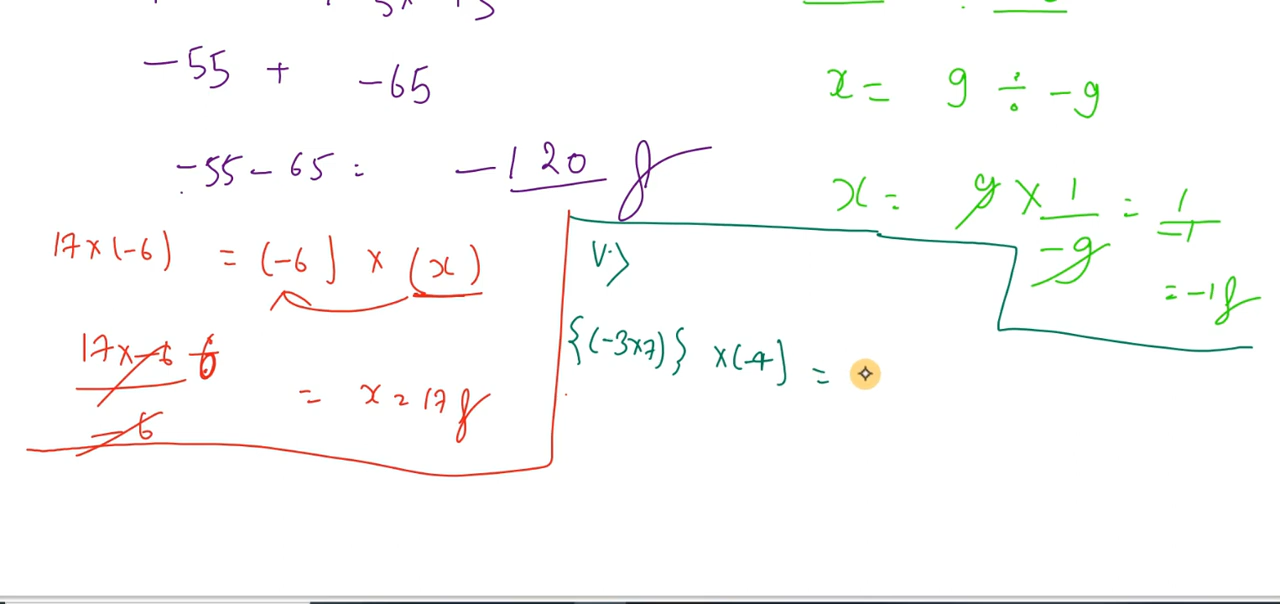 -55 + -65
-55 - 65 = -120
17 x (-6) = (-6) x (x)
17 x -6 6
-6
= x = 17
x = 9 ÷ -9
x = 9 x 1/-9 = 1/-1
= -1
v.>
{(-3x7)} x(-4) =